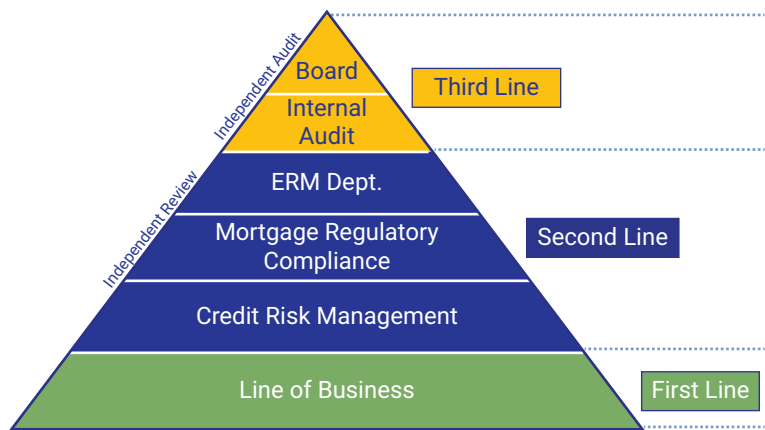 Independent Audit
Board
Third Line
Internal
Audit
Independent Review
ERM Dept.
Mortgage Regulatory
Compliance
Second Line
Credit Risk Management
Line of Business
First Line